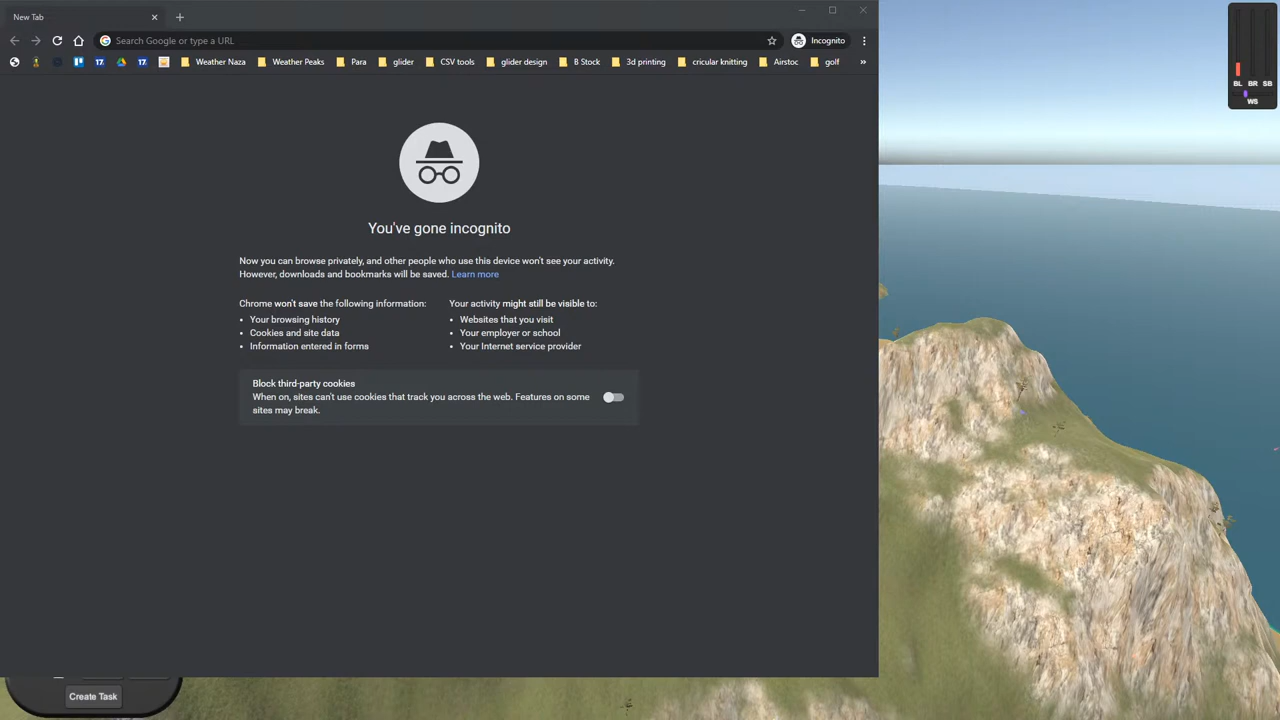 New Tab
Search Google or type a URL
Incognito
17
17
Weather Naza
Weather Peaks
Para
glider
CSV tools
glider design
B Stock
3d printing
cricular knitting
Airstoc
golf
»
BL BR SB
WS
You've gone incognito
Now you can browse privately, and other people who use this device won't see your activity.
However, downloads and bookmarks will be saved. Learn more
Chrome won't save the following information:
• Your browsing history
• Cookies and site data
• Information entered in forms
Your activity might still be visible to:
• Websites that you visit
• Your employer or school
• Your Internet service provider
Block third-party cookies
When on, sites can't use cookies that track you across the web. Features on some
sites may break.
Create Task